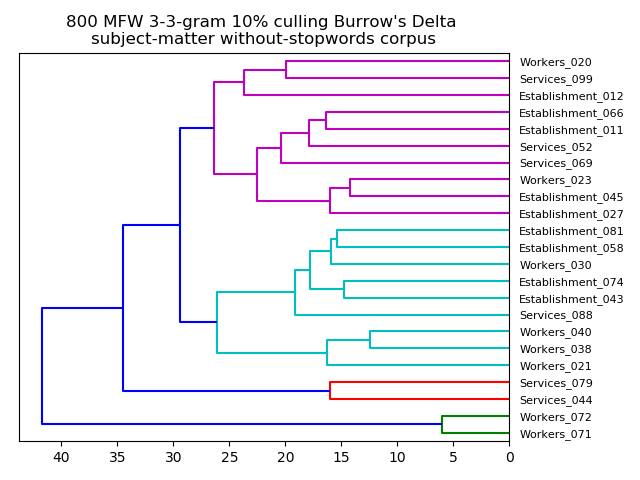 800 MFW 3-3-gram 10% culling Burrow's Delta
subject-matter without-stopwords corpus
Workers_020
Services_099
Establishment_012
Establishment_066
Establishment_011
Services_052
Services_069
Workers_023
Establishment_045
Establishment_027
Establishment_081
Establishment_058
Workers_030
Establishment_074
Establishment_043
Services_088
Workers_040
Workers_038
Workers_021
Services_079
Services_044
Workers_072
Workers_071
40 35 30 25 20 15 10 5 0